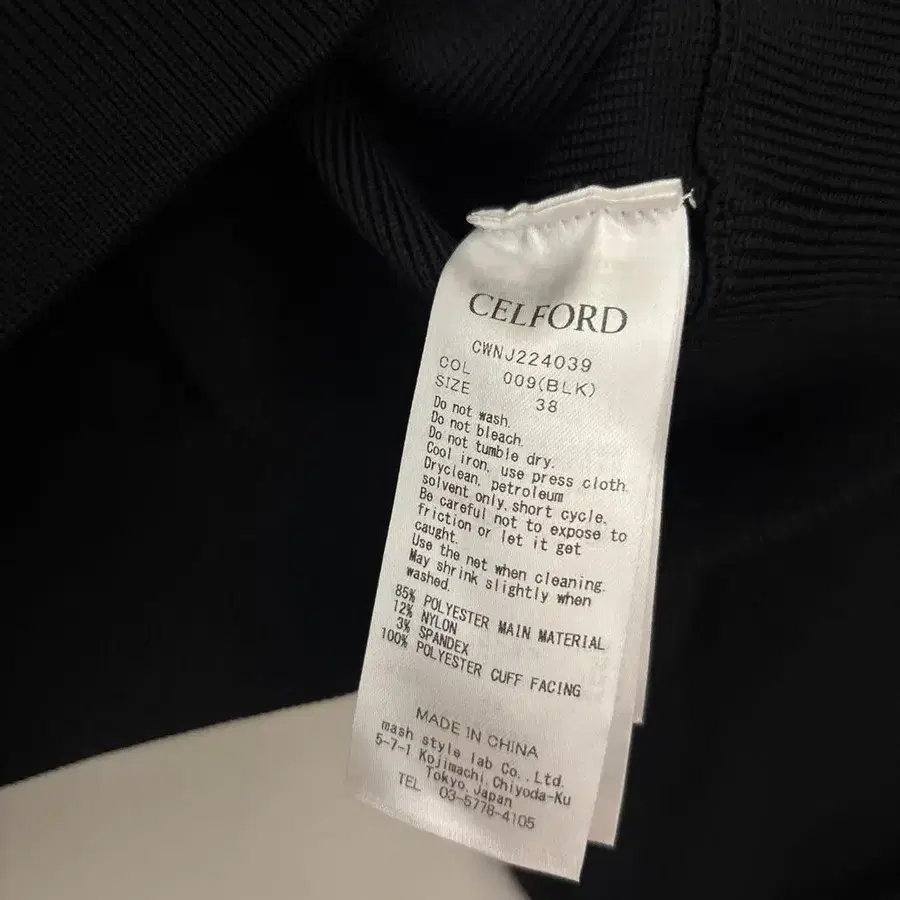 CELFORD
CWNJ224039
COL 009(BLK)
SIZE 38
Do not wash.
Do not bleach.
Do not tumble dry.
Cool iron, use press cloth.
Dryclean, petroleum
solvent only, short cycle.
Be careful not to expose to
friction or let it get
caught.
Use the net when cleaning.
May shrink slightly when
washed.
85% POLYESTER MAIN MATERIAL
12% NYLON
3% SPANDEX
100% POLYESTER CUFF FACING
MADE IN CHINA
mash style lab Co., Ltd.
5-7-1 Kojimachi, Chiyoda-Ku
Tokyo, Japan
TEL 03-5778-4105